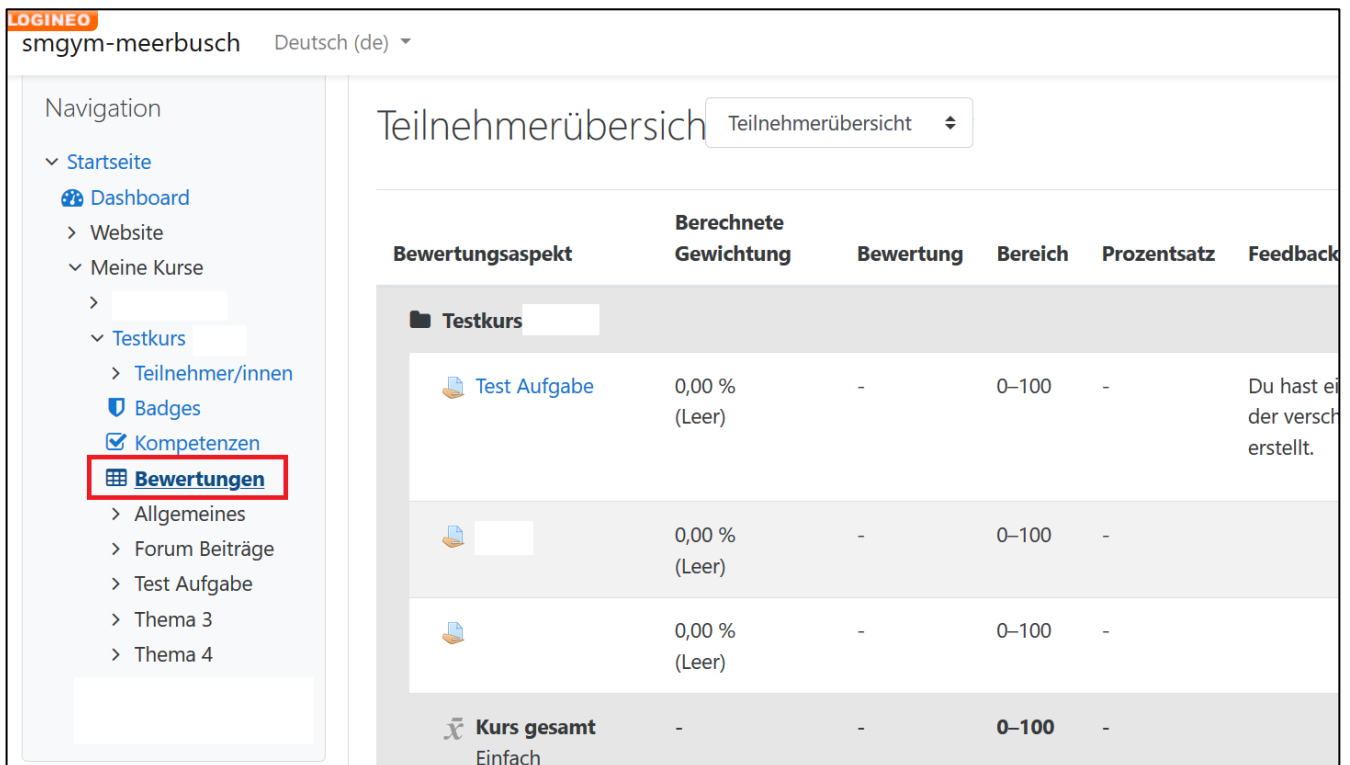 LOGINEO
smgym-meerbusch Deutsch (de)
Navigation
Startseite
Dashboard
Website
Meine Kurse
Testkurs
Teilnehmer/innen
Badges
Kompetenzen
Bewertungen
Allgemeines
Forum Beiträge
Test Aufgabe
Thema 3
Thema 4
Teilnehmerübersich Teilnehmerübersicht
Berechnete
Bewertungsaspekt Gewichtung Bewertung Bereich Prozentsatz Feedback
Testkurs
Test Aufgabe 0,00 % - 0–100 - Du hast ei
(Leer) der versch
erstellt.
0,00 % - 0–100 -
(Leer)
0,00 % - 0–100 -
(Leer)
x̄ Kurs gesamt - - 0–100 -
Einfach